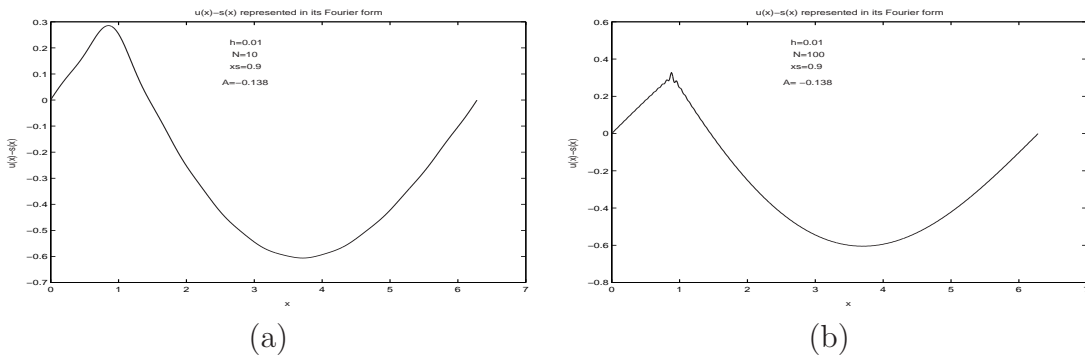 u(x)−s(x) represented in its Fourier form
0.3
0.2
0.1
0
−0.1
−0.2
−0.3
−0.4
−0.5
−0.6
−0.7
u(x)−s(x)
h=0.01
N=10
xs=0.9
A=−0.138
0 1 2 3 4 5 6 7
x
(a)
u(x)−s(x) represented in its Fourier form
0.6
0.4
0.2
0
−0.2
−0.4
−0.6
−0.8
u(x)−s(x)
h=0.01
N=100
xs=0.9
A= −0.138
0 1 2 3 4 5 6 7
x
(b)